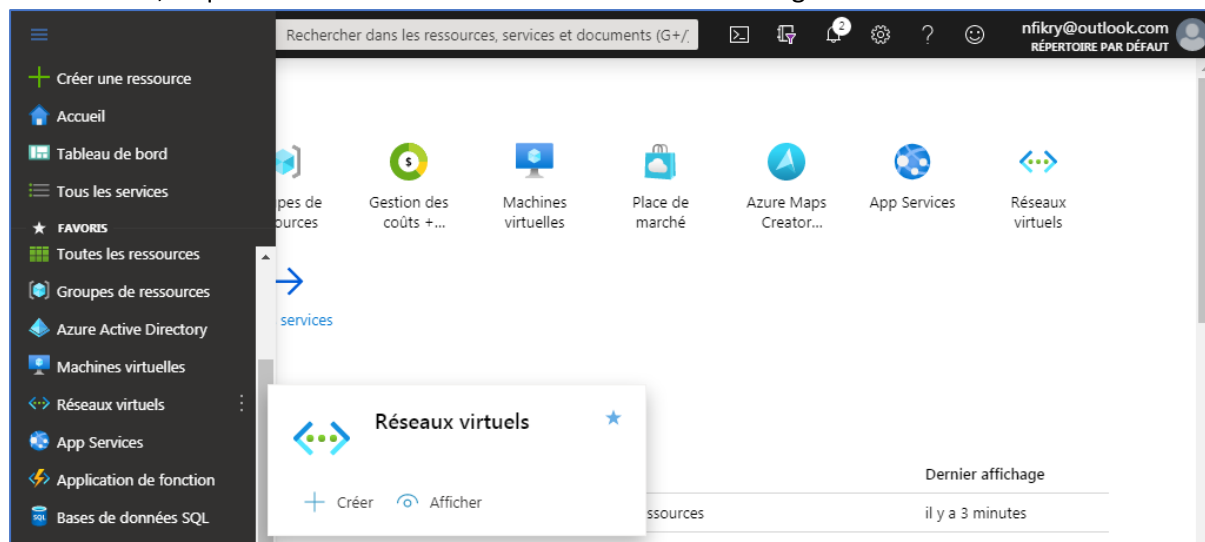 Rechercher dans les ressources, services et documents (G+/
2
nfikry@outlook.com
RÉPERTOIRE PAR DÉFAUT
Créer une ressource
Accueil
Tableau de bord
Tous les services
FAVORIS
Toutes les ressources
Groupes de ressources
Azure Active Directory
Machines virtuelles
Réseaux virtuels
App Services
Application de fonction
Bases de données SQL
pes de
ources
Gestion des
coûts +...
Machines
virtuelles
Place de
marché
Azure Maps
Creator...
App Services
Réseaux
virtuels
services
Réseaux virtuels
Créer
Afficher
Dernier affichage
ssources
il y a 3 minutes